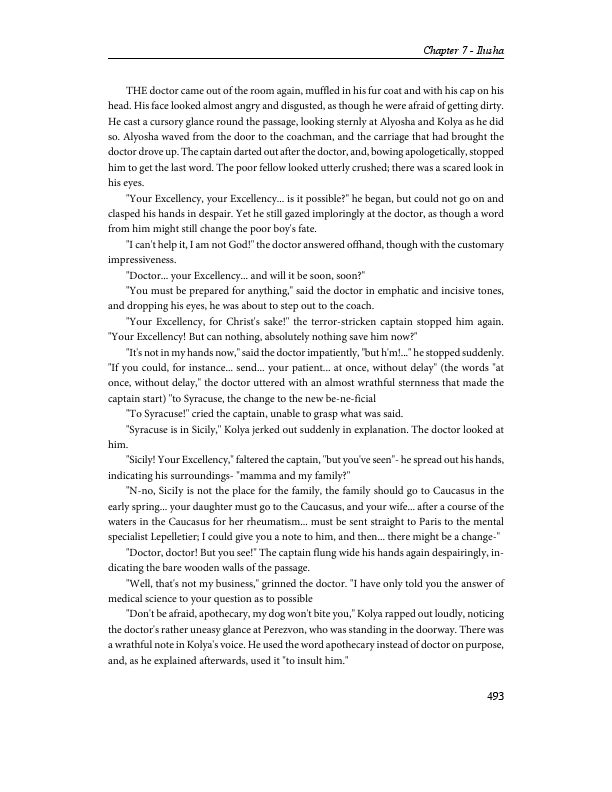 Chapter 7 - Ilusha
THE doctor came out of the room again, muffled in his fur coat and with his cap on his
head. His face looked almost angry and disgusted, as though he were afraid of getting dirty.
He cast a cursory glance round the passage, looking sternly at Alyosha and Kolya as he did
so. Alyosha waved from the door to the coachman, and the carriage that had brought the
doctor drove up. The captain darted out after the doctor, and, bowing apologetically, stopped
him to get the last word. The poor fellow looked utterly crushed; there was a scared look in
his eyes.
"Your Excellency, your Excellency... is it possible?" he began, but could not go on and
clasped his hands in despair. Yet he still gazed imploringly at the doctor, as though a word
from him might still change the poor boy's fate.
"I can't help it, I am not God!" the doctor answered offhand, though with the customary
impressiveness.
"Doctor... your Excellency... and will it be soon, soon?"
"You must be prepared for anything," said the doctor in emphatic and incisive tones,
and dropping his eyes, he was about to step out to the coach.
"Your Excellency, for Christ's sake!" the terror-stricken captain stopped him again.
"Your Excellency! But can nothing, absolutely nothing save him now?"
"It's not in my hands now," said the doctor impatiently, "but h'm!..." he stopped suddenly.
"If you could, for instance... send... your patient... at once, without delay" (the words "at
once, without delay," the doctor uttered with an almost wrathful sternness that made the
captain start) "to Syracuse, the change to the new be-ne-ficial
"To Syracuse!" cried the captain, unable to grasp what was said.
"Syracuse is in Sicily," Kolya jerked out suddenly in explanation. The doctor looked at
him.
"Sicily! Your Excellency," faltered the captain, "but you've seen"- he spread out his hands,
indicating his surroundings- "mamma and my family?"
"N-no, Sicily is not the place for the family, the family should go to Caucasus in the
early spring... your daughter must go to the Caucasus, and your wife... after a course of the
waters in the Caucasus for her rheumatism... must be sent straight to Paris to the mental
specialist Lepelletier; I could give you a note to him, and then... there might be a change-"
"Doctor, doctor! But you see!" The captain flung wide his hands again despairingly, in-
dicating the bare wooden walls of the passage.
"Well, that's not my business," grinned the doctor. "I have only told you the answer of
medical science to your question as to possible
"Don't be afraid, apothecary, my dog won't bite you," Kolya rapped out loudly, noticing
the doctor's rather uneasy glance at Perezvon, who was standing in the doorway. There was
a wrathful note in Kolya's voice. He used the word apothecary instead of doctor on purpose,
and, as he explained afterwards, used it "to insult him."
493